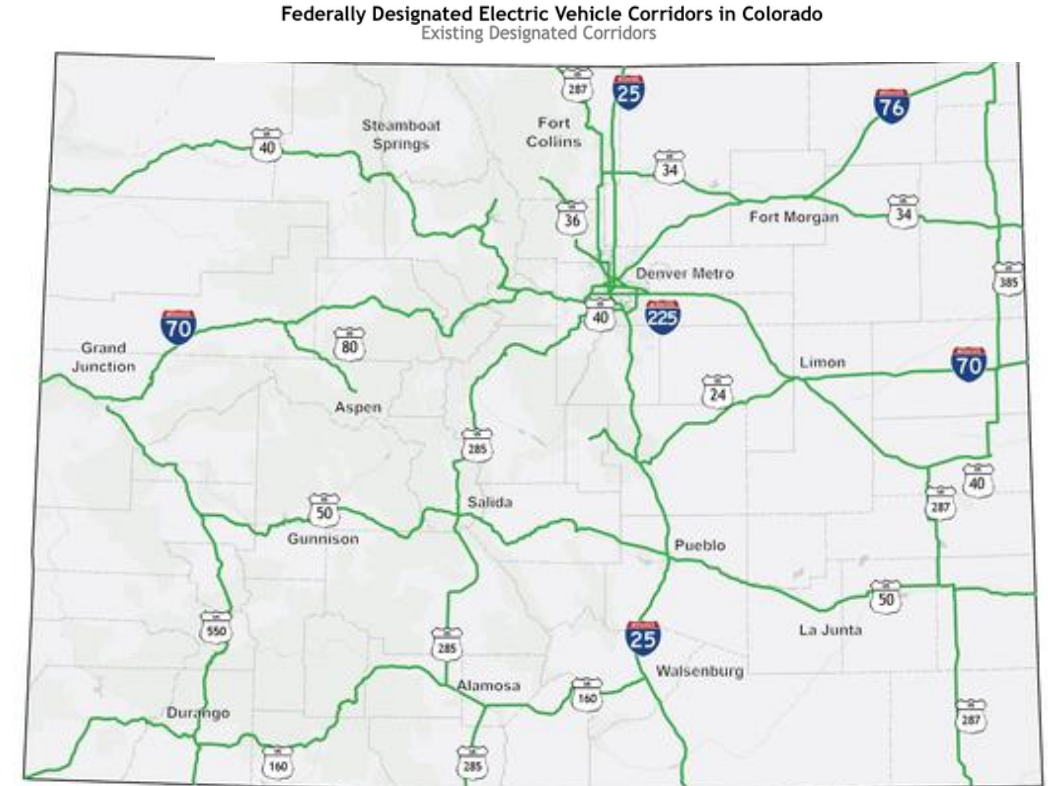 Federally Designated Electric Vehicle Corridors in Colorado
Existing Designated Corridors
287
25
76
40
Steamboat
Springs
Fort
Collins
34
36
Fort Morgan
34
Denver Metro
385
70
80
40
225
Grand
Junction
Limon
70
24
Aspen
285
40
50
Salida
287
Gunnison
Pueblo
50
550
285
25
La Junta
Walsenburg
Alamosa
160
Durango
287
160
285